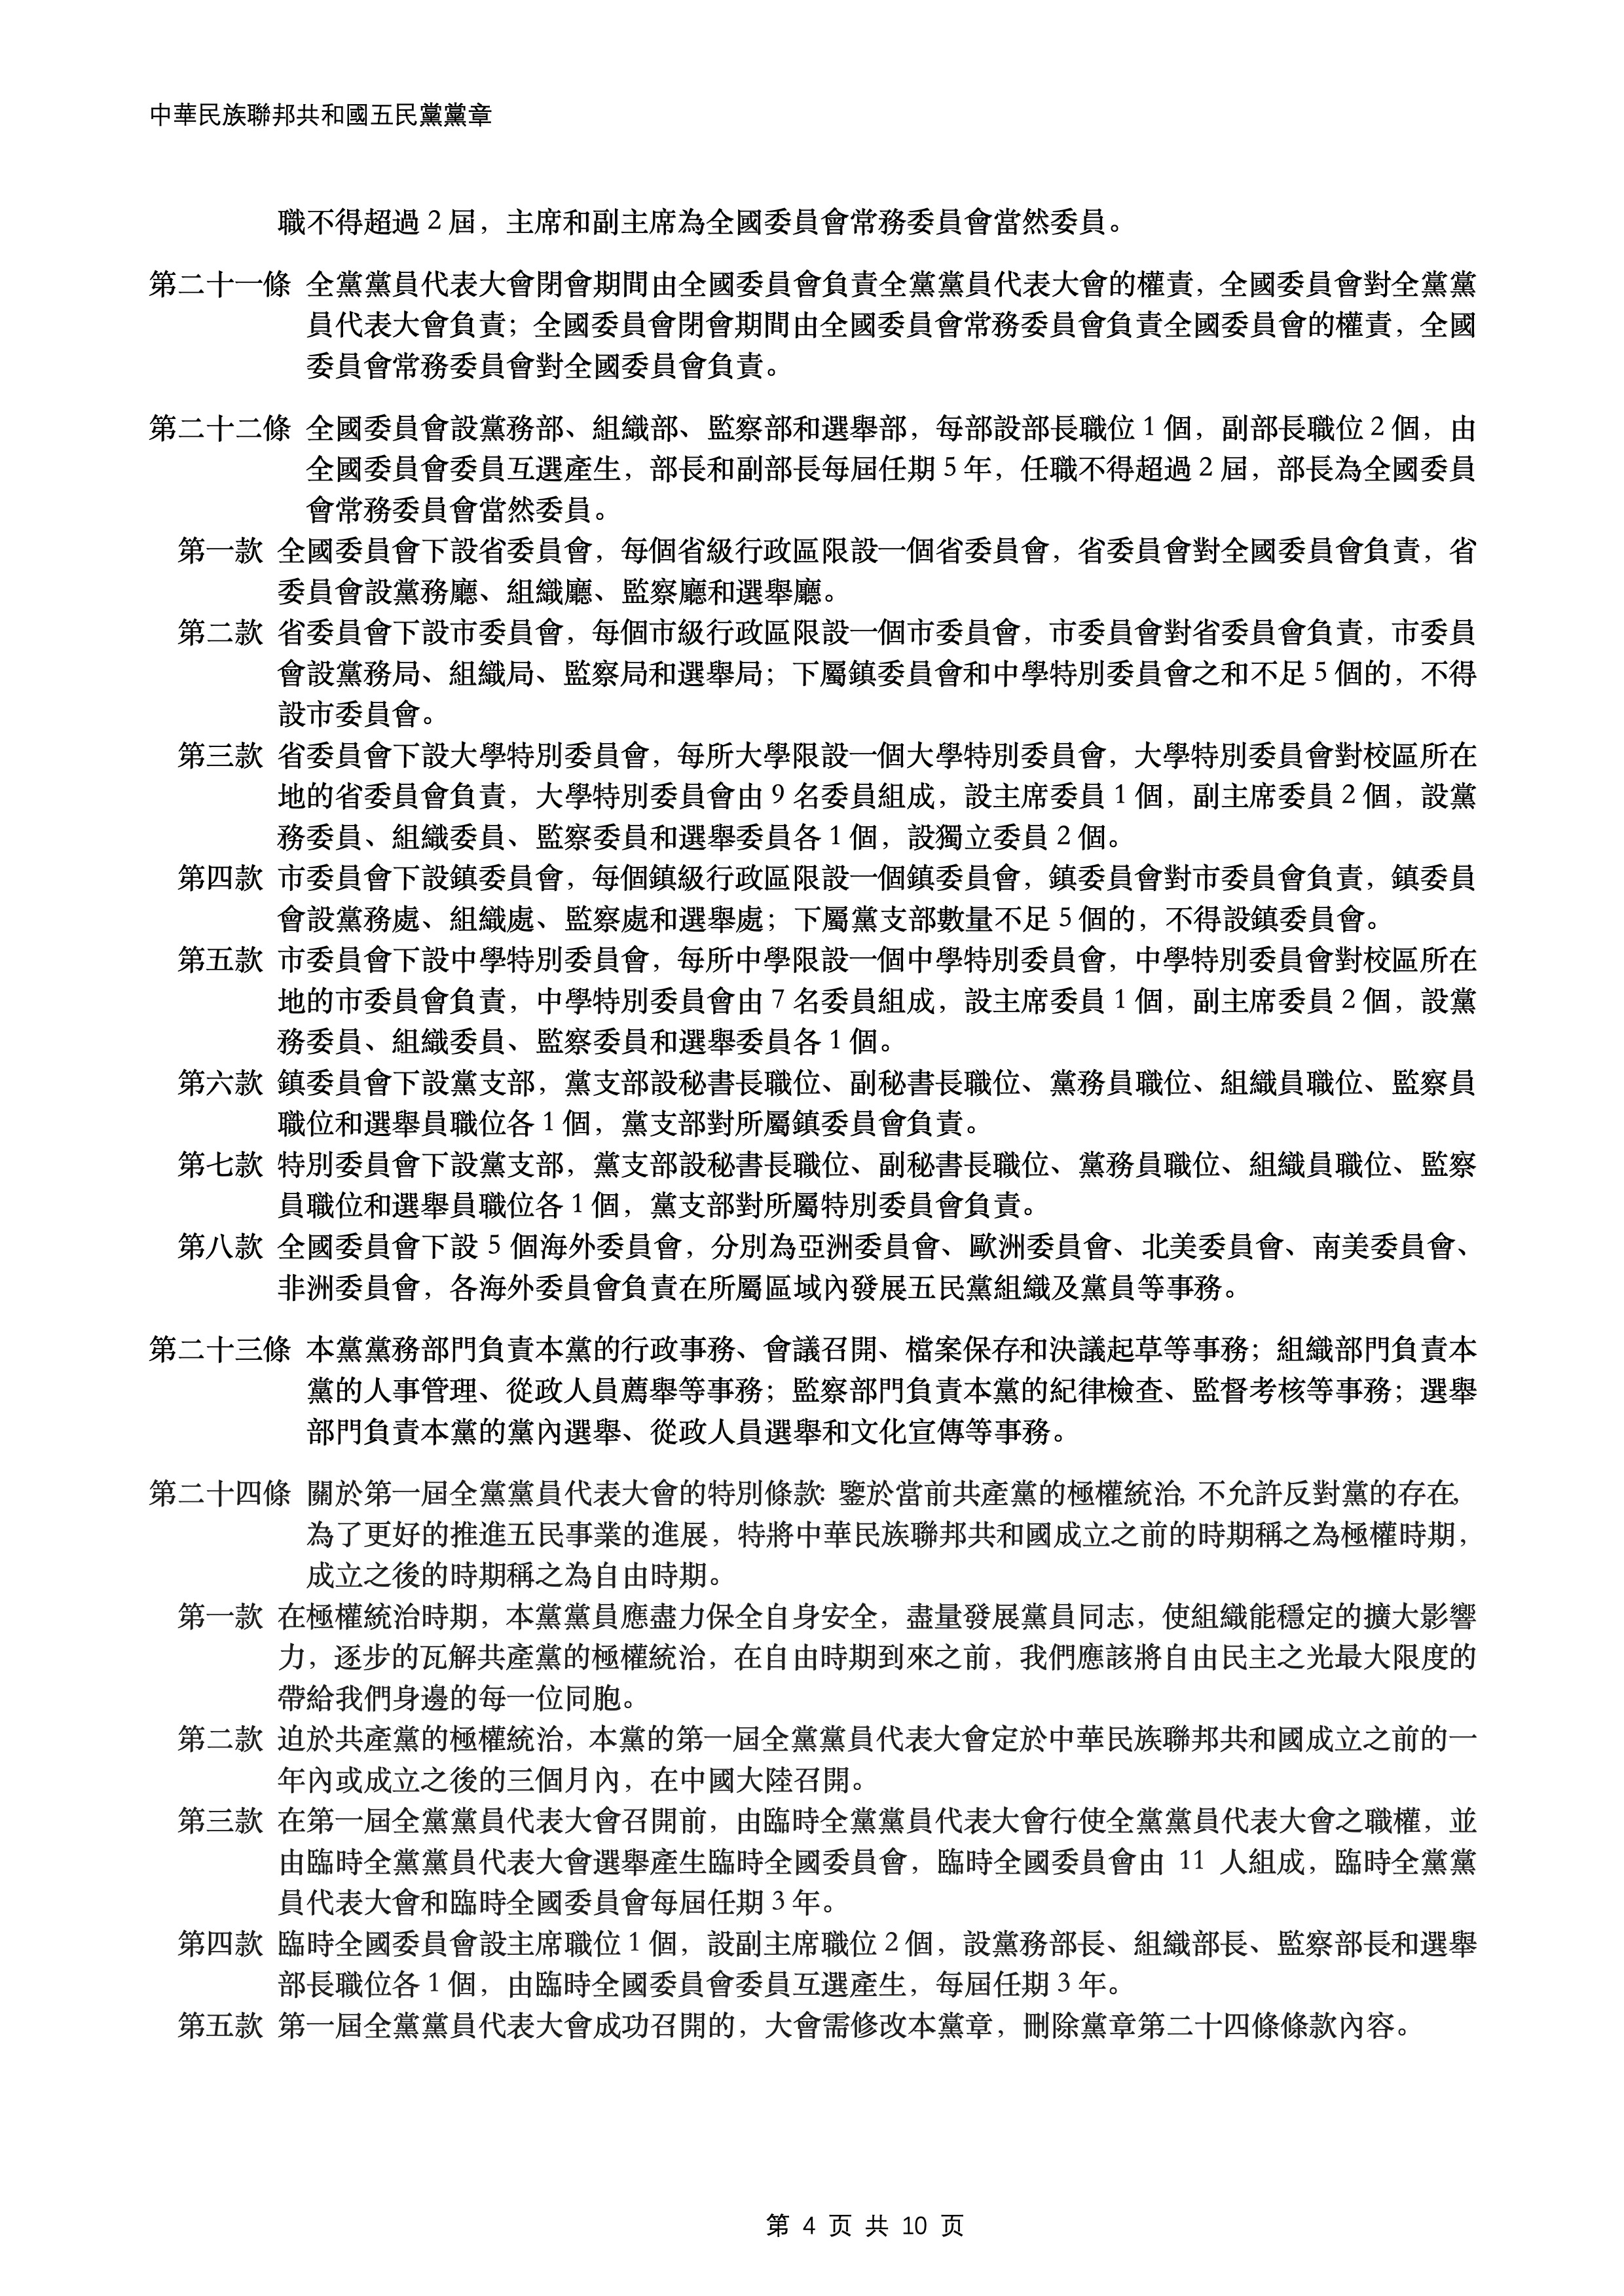 中華民族聯邦共和國五民黨黨章
職不得超過 2 屆，主席和副主席為全國委員會常務委員會當然委員。
第二十一條 全黨黨員代表大會閉會期間由全國委員會負責全黨黨員代表大會的權責，全國委員會對全黨黨
員代表大會負責；全國委員會閉會期間由全國委員會常務委員會負責全國委員會的權責，全國
委員會常務委員會對全國委員會負責。
第二十二條 全國委員會設黨務部、組織部、監察部和選舉部，每部設部長職位 1 個，副部長職位 2 個，由
全國委員會委員互選產生，部長和副部長每屆任期 5 年，任職不得超過 2 屆，部長為全國委員
會常務委員會當然委員。
第一款 全國委員會下設省委員會，每個省級行政區限設一個省委員會，省委員會對全國委員會負責，省
委員會設黨務廳、組織廳、監察廳和選舉廳。
第二款 省委員會下設市委員會，每個市級行政區限設一個市委員會，市委員會對省委員會負責，市委員
會設黨務局、組織局、監察局和選舉局；下屬鎮委員會和中學特別委員會之和不足 5 個的，不得
設市委員會。
第三款 省委員會下設大學特別委員會，每所大學限設一個大學特別委員會，大學特別委員會對校區所在
地的省委員會負責，大學特別委員會由 9 名委員組成，設主席委員 1 個，副主席委員 2 個，設黨
務委員、組織委員、監察委員和選舉委員各 1 個，設獨立委員 2 個。
第四款 市委員會下設鎮委員會，每個鎮級行政區限設一個鎮委員會，鎮委員會對市委員會負責，鎮委員
會設黨務處、組織處、監察處和選舉處；下屬黨支部數量不足 5 個的，不得設鎮委員會。
第五款 市委員會下設中學特別委員會，每所中學限設一個中學特別委員會，中學特別委員會對校區所在
地的市委員會負責，中學特別委員會由 7 名委員組成，設主席委員 1 個，副主席委員 2 個，設黨
務委員、組織委員、監察委員和選舉委員各 1 個。
第六款 鎮委員會下設黨支部，黨支部設秘書長職位、副秘書長職位、黨務員職位、組織員職位、監察員
職位和選舉員職位各 1 個，黨支部對所屬鎮委員會負責。
第七款 特別委員會下設黨支部，黨支部設秘書長職位、副秘書長職位、黨務員職位、組織員職位、監察
員職位和選舉員職位各 1 個，黨支部對所屬特別委員會負責。
第八款 全國委員會下設 5 個海外委員會，分別為亞洲委員會、歐洲委員會、北美委員會、南美委員會、
非洲委員會，各海外委員會負責在所屬區域內發展五民黨組織及黨員等事務。
第二十三條 本黨黨務部門負責本黨的行政事務、會議召開、檔案保存和決議起草等事務；組織部門負責本
黨的人事管理、從政人員薦舉等事務；監察部門負責本黨的紀律檢查、監督考核等事務；選舉
部門負責本黨的黨內選舉、從政人員選舉和文化宣傳等事務。
第二十四條 關於第一屆全黨黨員代表大會的特別條款：鑒於當前共產黨的極權統治，不允許反對黨的存在，
為了更好的推進五民事業的進展，特將中華民族聯邦共和國成立之前的時期稱之為極權時期，
成立之後的時期稱之為自由時期。
第一款 在極權統治時期，本黨黨員應盡力保全自身安全，盡量發展黨員同志，使組織能穩定的擴大影響
力，逐步的瓦解共產黨的極權統治，在自由時期到來之前，我們應該將自由民主之光最大限度的
帶給我們身邊的每一位同胞。
第二款 迫於共產黨的極權統治，本黨的第一屆全黨黨員代表大會定於中華民族聯邦共和國成立之前的一
年內或成立之後的三個月內，在中國大陸召開。
第三款 在第一屆全黨黨員代表大會召開前，由臨時全黨黨員代表大會行使全黨黨員代表大會之職權，並
由臨時全黨黨員代表大會選舉產生臨時全國委員會，臨時全國委員會由 11 人組成，臨時全黨黨
員代表大會和臨時全國委員會每屆任期 3 年。
第四款 臨時全國委員會設主席職位 1 個，設副主席職位 2 個，設黨務部長、組織部長、監察部長和選舉
部長職位各 1 個，由臨時全國委員會委員互選產生，每屆任期 3 年。
第五款 第一屆全黨黨員代表大會成功召開的，大會需修改本黨章，刪除黨章第二十四條條款內容。
第 4 页 共 10 页